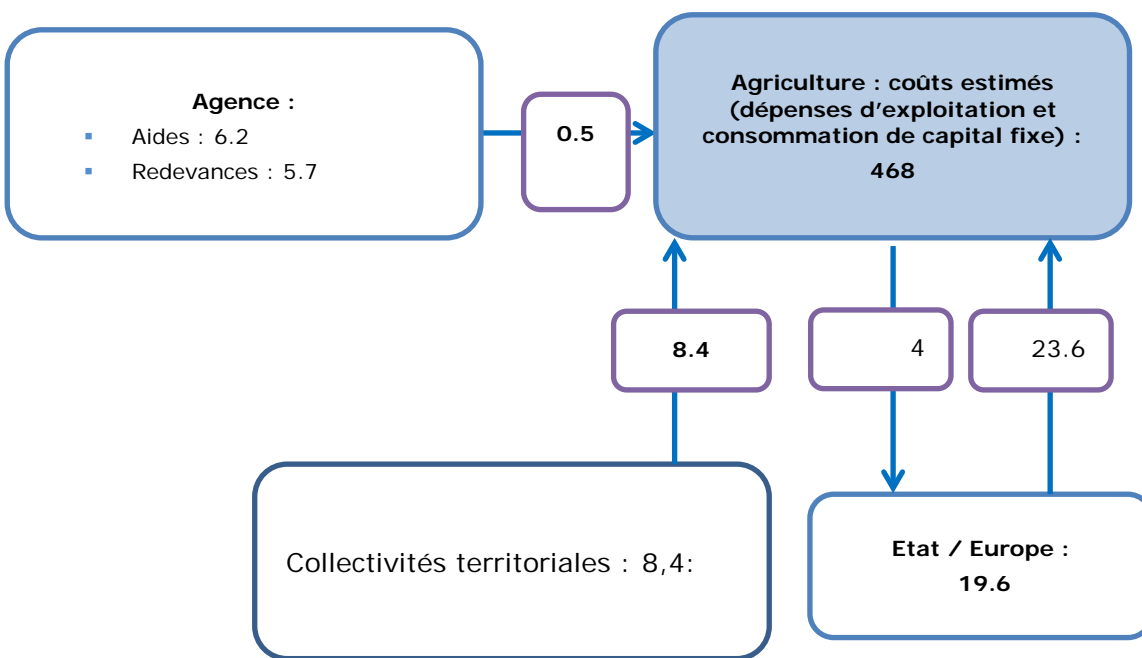 Agence :
▪ Aides : 6.2
▪ Redevances : 5.7
0.5
Agriculture : coûts estimés
(dépenses d'exploitation et
consommation de capital fixe) :
468
8.4
4
23.6
Collectivités territoriales : 8,4:
Etat / Europe :
19.6